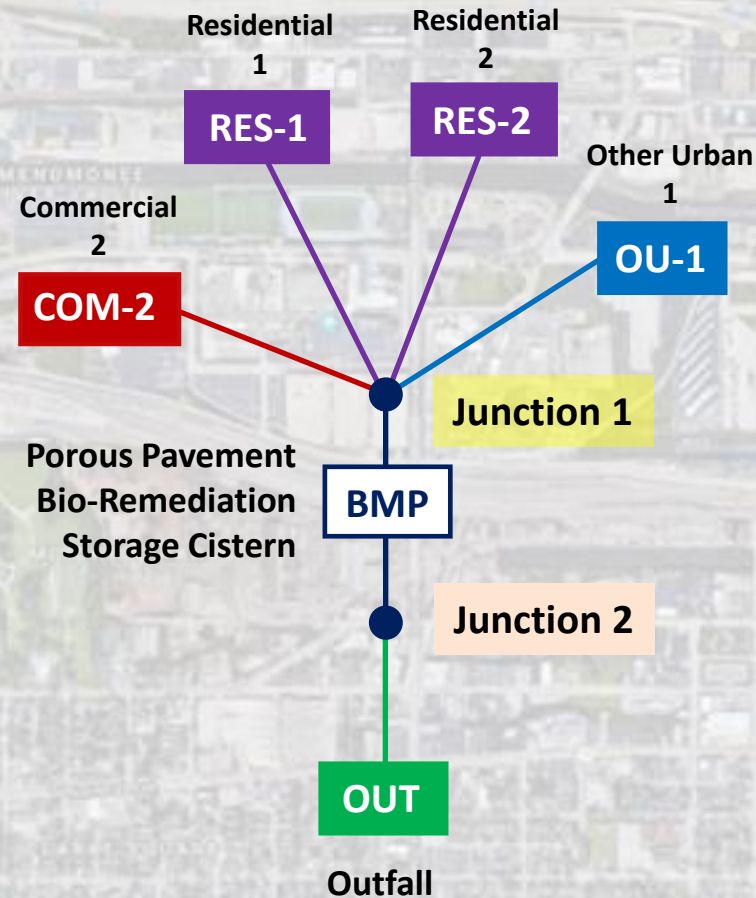 Residential
1
Residential
2
RES-1
RES-2
Other Urban
1
Commercial
2
OU-1
COM-2
Junction 1
Porous Pavement
Bio-Remediation
Storage Cistern
BMP
Junction 2
OUT
Outfall